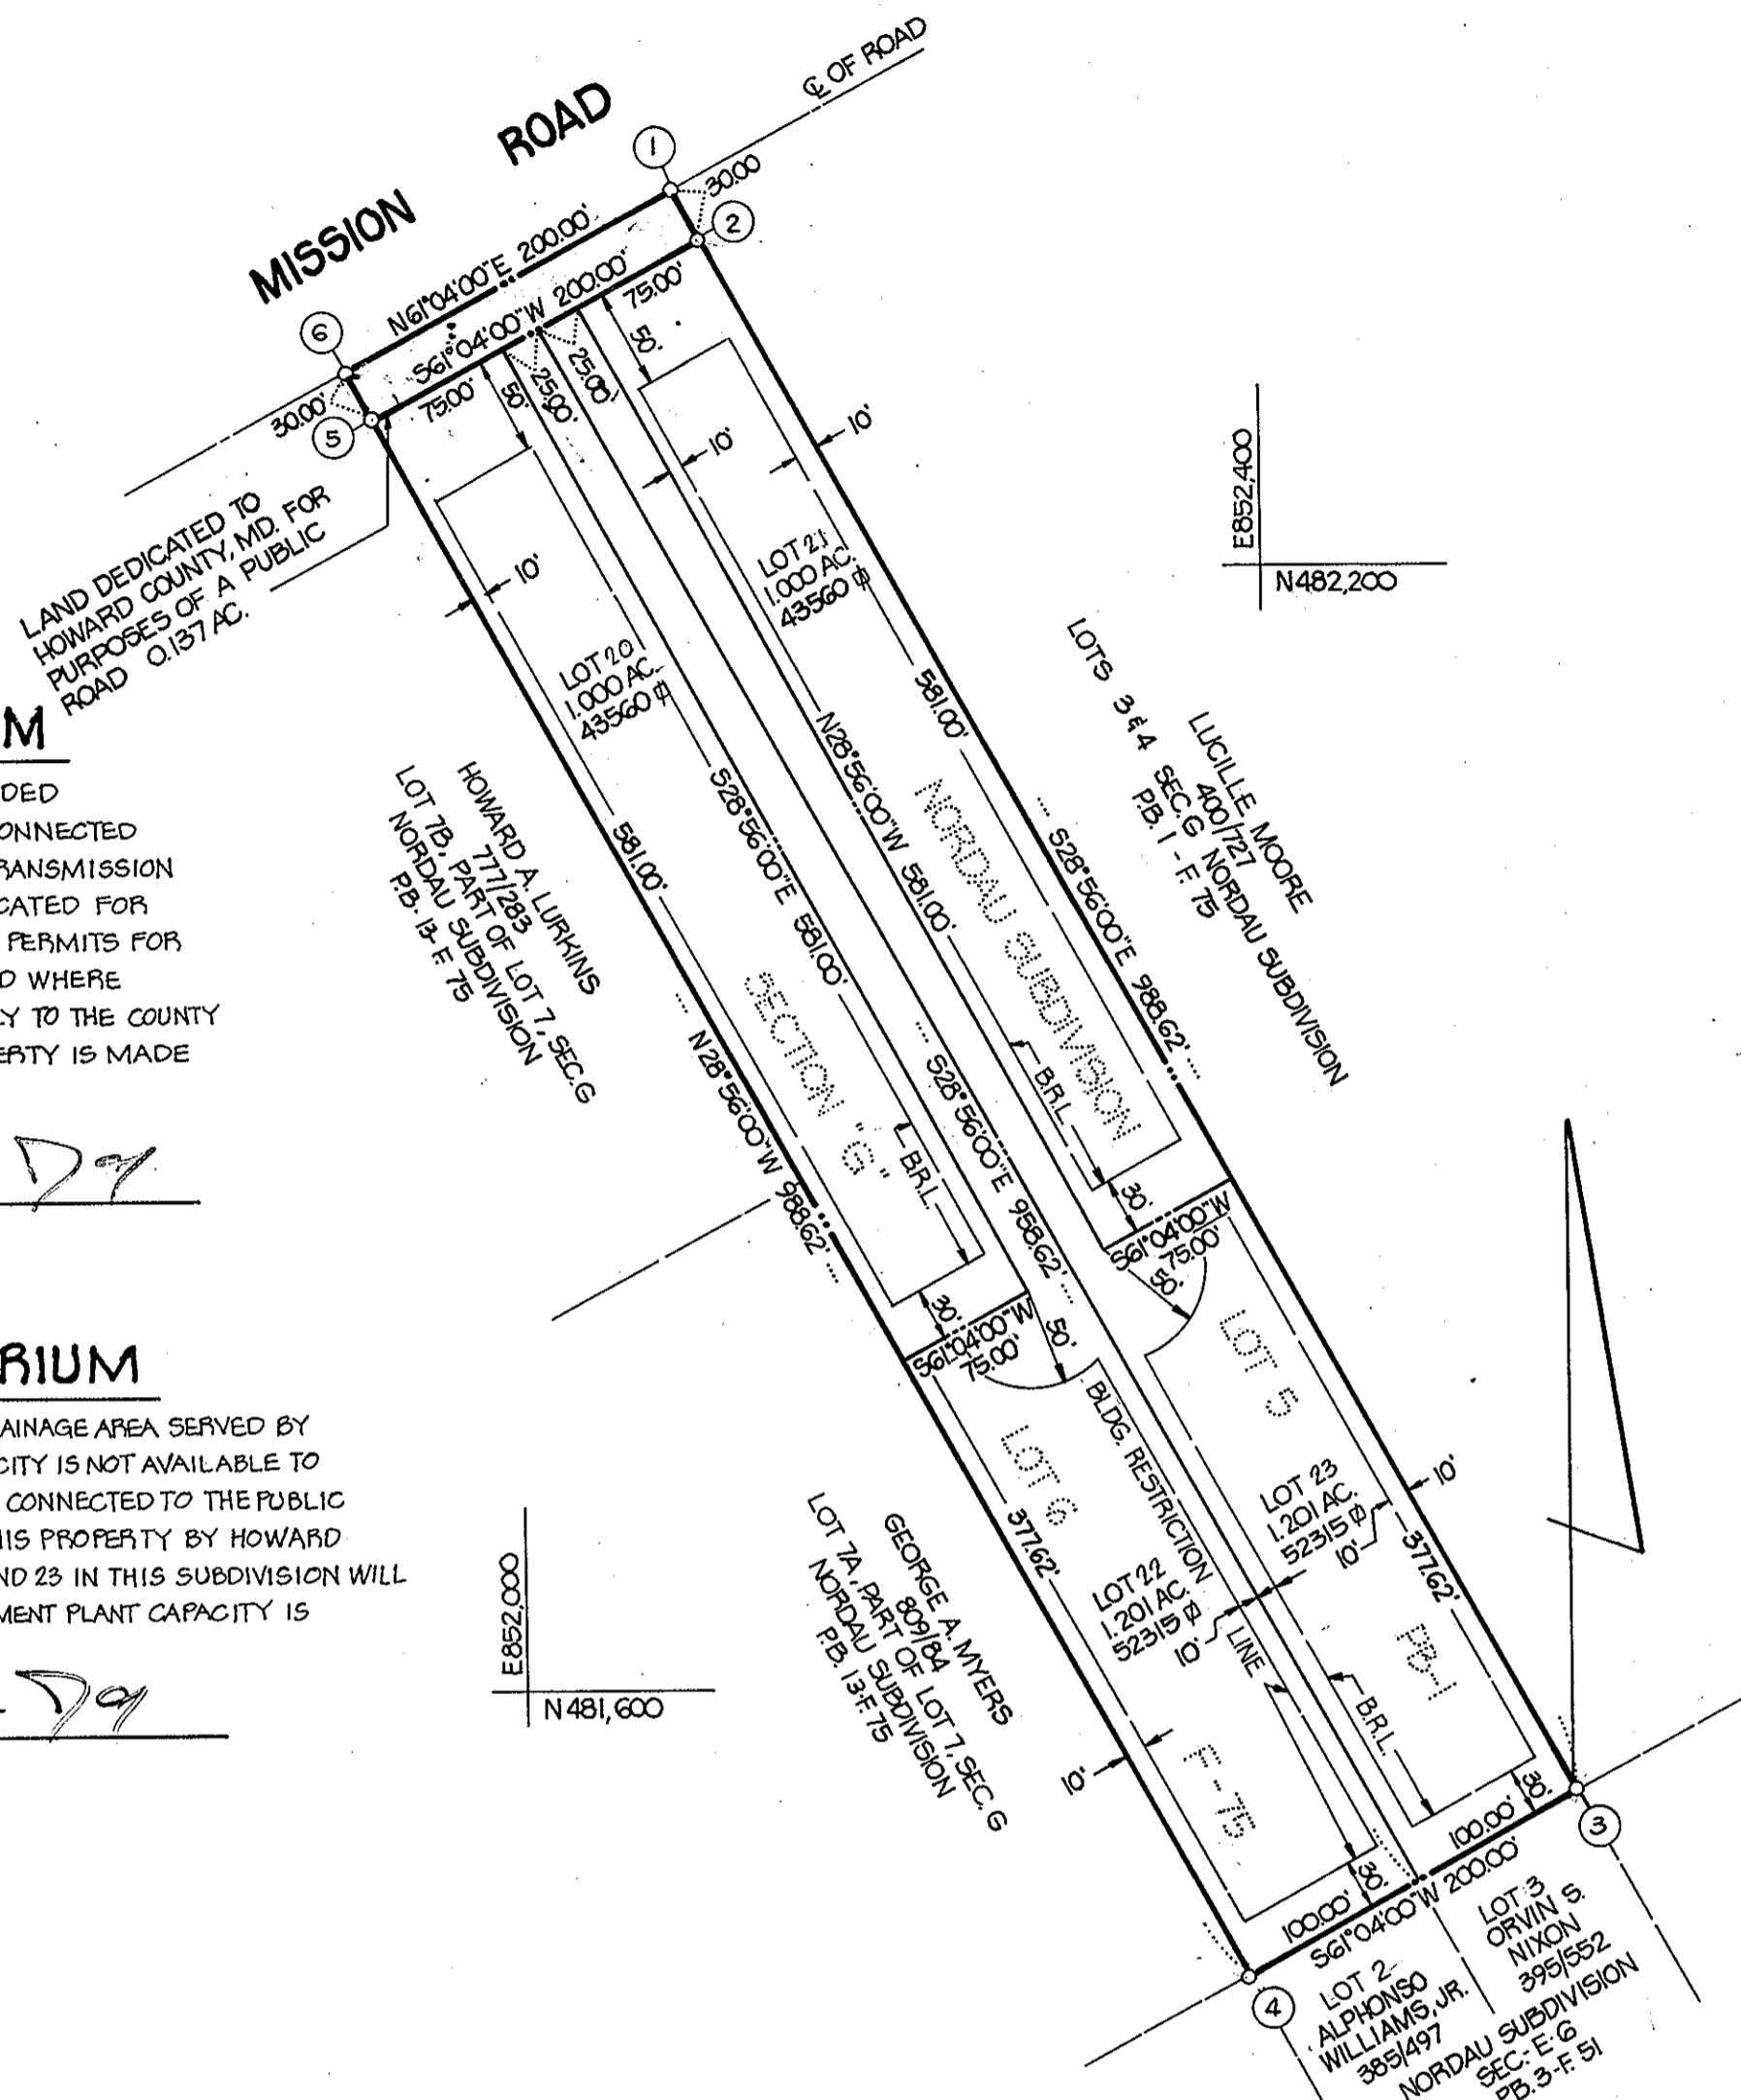 MISSION ROAD
℄ OF ROAD
1
30.00
2
N61°04'00"E 200.00'
S61°04'00"W 200.00'
75.00'
50'
25.00'
25.00'
50'
75.00'
6
30.00'
5
LAND DEDICATED TO
HOWARD COUNTY, MD. FOR
PURPOSES OF A PUBLIC
ROAD 0.137 AC.
10'
10'
10'
E852,400
N482,200
LOT 21
1.000 AC.
43560
LOT 20
1.000 AC.
43560
581.00'
581.00'
N28°56'00"W 581.00'
S28°56'00"E 581.00'
S28°56'00"E 988.62'
S28°56'00"E 958.62'
N28°56'00"W 988.62'
NORDAU SUBDIVISION
SECTION "G"
LUCILLE MOORE
400/727
LOTS 3 & 4 SEC.G NORDAU SUBDIVISION
P.B. 1 - F. 75
HOWARD A. LURKINS
777/283
LOT 7B, PART OF LOT 7, SEC.G
NORDAU SUBDIVISION
P.B. 13-F. 75
M
DED
ONNECTED
RANSMISSION
CATED FOR
PERMITS FOR
D WHERE
LY TO THE COUNTY
ERTY IS MADE
B.R.L.
B.R.L.
30'
S61°04'00"W
75.00'
50'
30'
S61°04'00"W
75.00'
50'
RIUM
AINAGE AREA SERVED BY
CITY IS NOT AVAILABLE TO
CONNECTED TO THE PUBLIC
HIS PROPERTY BY HOWARD
ND 23 IN THIS SUBDIVISION WILL
MENT PLANT CAPACITY IS
E852,000
N481,600
LOT 5
LOT 6
BLDG. RESTRICTION
LINE
LOT 23
1.201 AC.
52315
10'
10'
LOT 22
1.201 AC.
52315
10'
377.62'
377.62'
GEORGE A. MYERS
809/84
LOT 7A, PART OF LOT 7, SEC. G
NORDAU SUBDIVISION
P.B. 13-F. 75
10'
PB-1
F-75
B.R.L.
30'
30'
100.00'
100.00'
S61°04'00"W 200.00'
3
4
LOT 3
ORVIN S.
NIXON
395/552
LOT 2
ALPHONSO
WILLIAMS, JR.
385/497
NORDAU SUBDIVISION
SEC. E-G
P.B. 3-F. 51